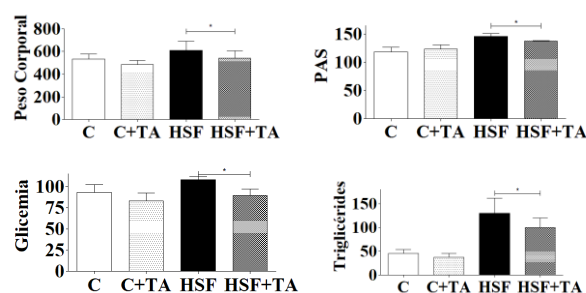 Peso Corporal
800
600
400
200
0
*
C C+TA HSF HSF+TA
PAS
150
100
50
0
*
C C+TA HSF HSF+TA
Glicemia
100
75
50
25
0
*
C C+TA HSF HSF+TA
Triglicérides
150
100
50
0
*
C C+TA HSF HSF+TA